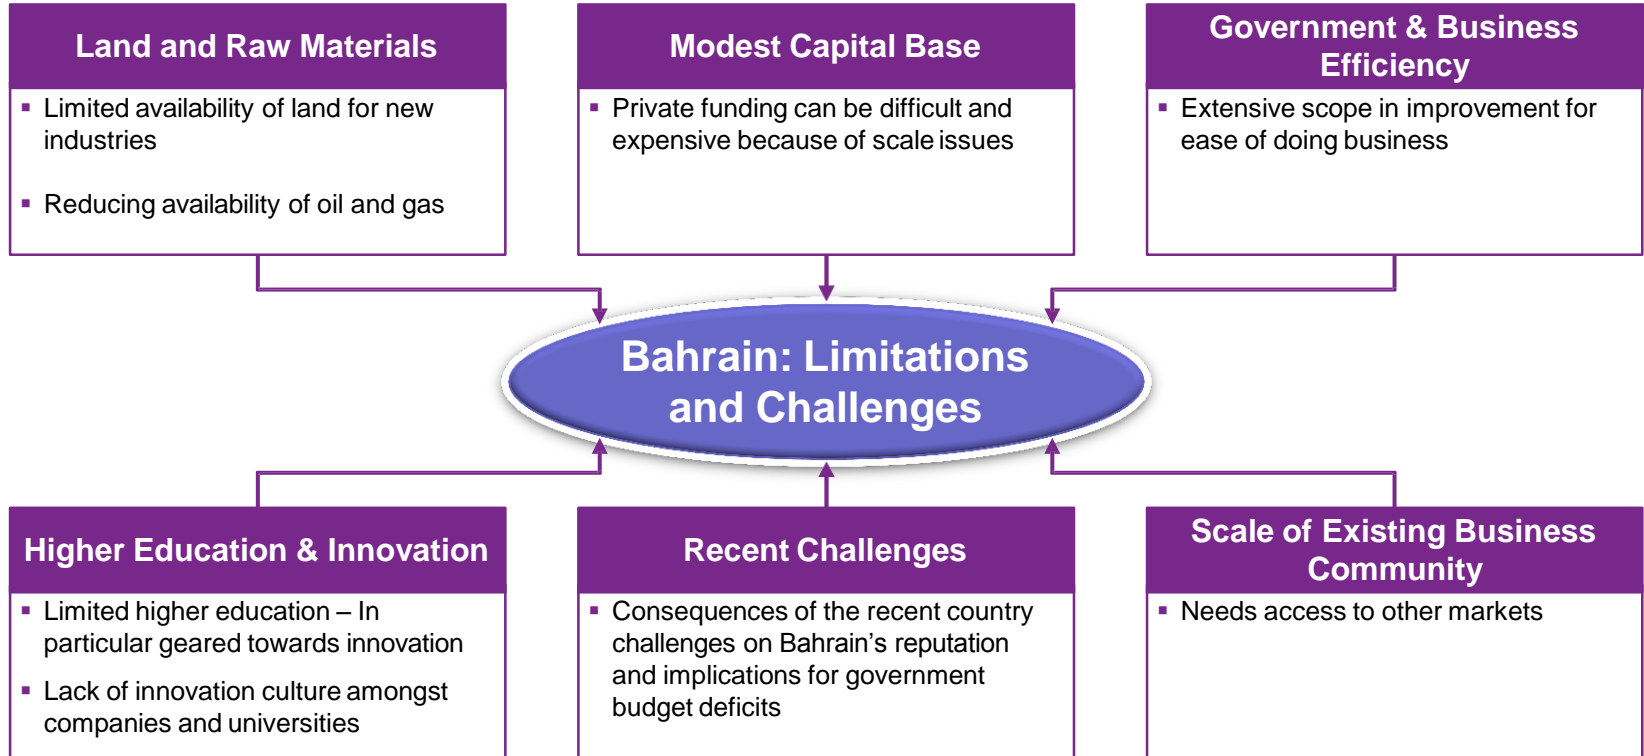 Land and Raw Materials
▪ Limited availability of land for new
industries
▪ Reducing availability of oil and gas
Modest Capital Base
▪ Private funding can be difficult and
expensive because of scale issues
Government & Business
Efficiency
▪ Extensive scope in improvement for
ease of doing business
Bahrain: Limitations
and Challenges
Higher Education & Innovation
▪ Limited higher education – In
particular geared towards innovation
▪ Lack of innovation culture amongst
companies and universities
Recent Challenges
▪ Consequences of the recent country
challenges on Bahrain’s reputation
and implications for government
budget deficits
Scale of Existing Business
Community
▪ Needs access to other markets